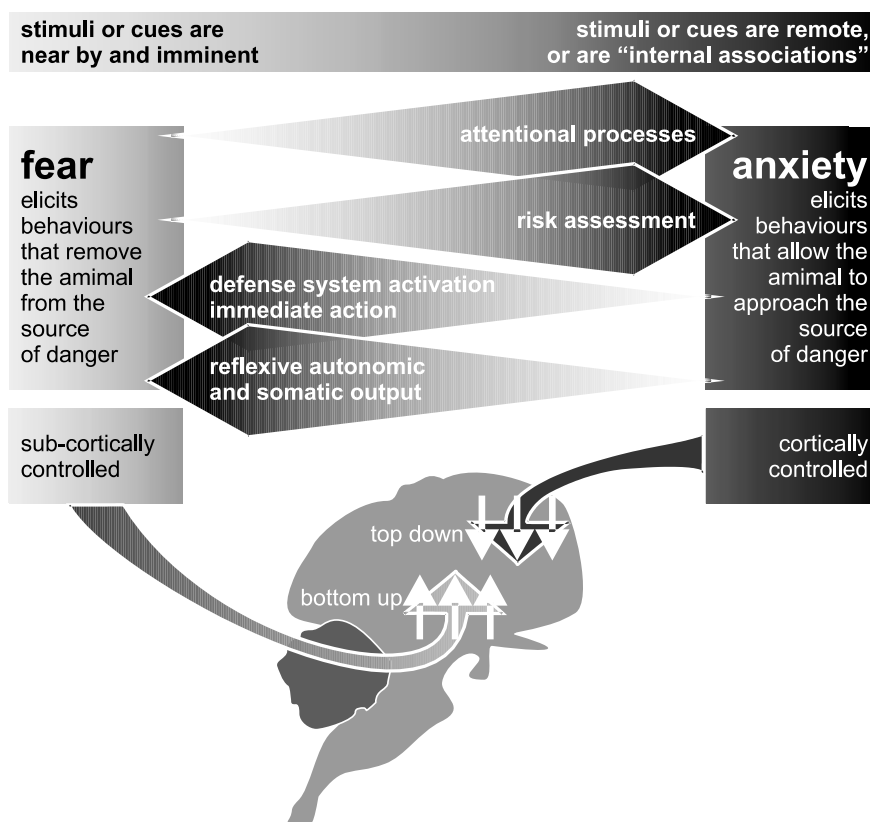 stimuli or cues are
near by and imminent
stimuli or cues are remote,
or are “internal associations”
attentional processes
risk assessment
defense system activation
immediate action
reflexive autonomic
and somatic output
fear
elicits
behaviours
that remove
the amimal
from the
source
of danger
anxiety
elicits
behaviours
that allow the
amimal to
approach the
source
of danger
sub-cortically
controlled
cortically
controlled
top down
bottom up